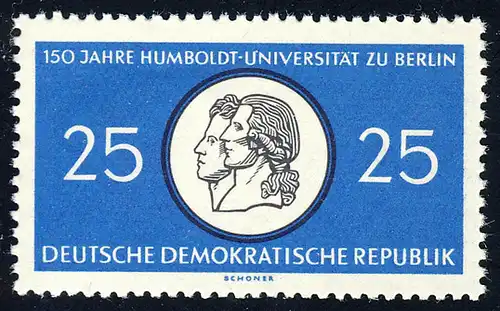 150 JAHRE HUMBOLDT-UNIVERSITÄT ZU BERLIN
25 25
DEUTSCHE DEMOKRATISCHE REPUBLIK
SCHONER